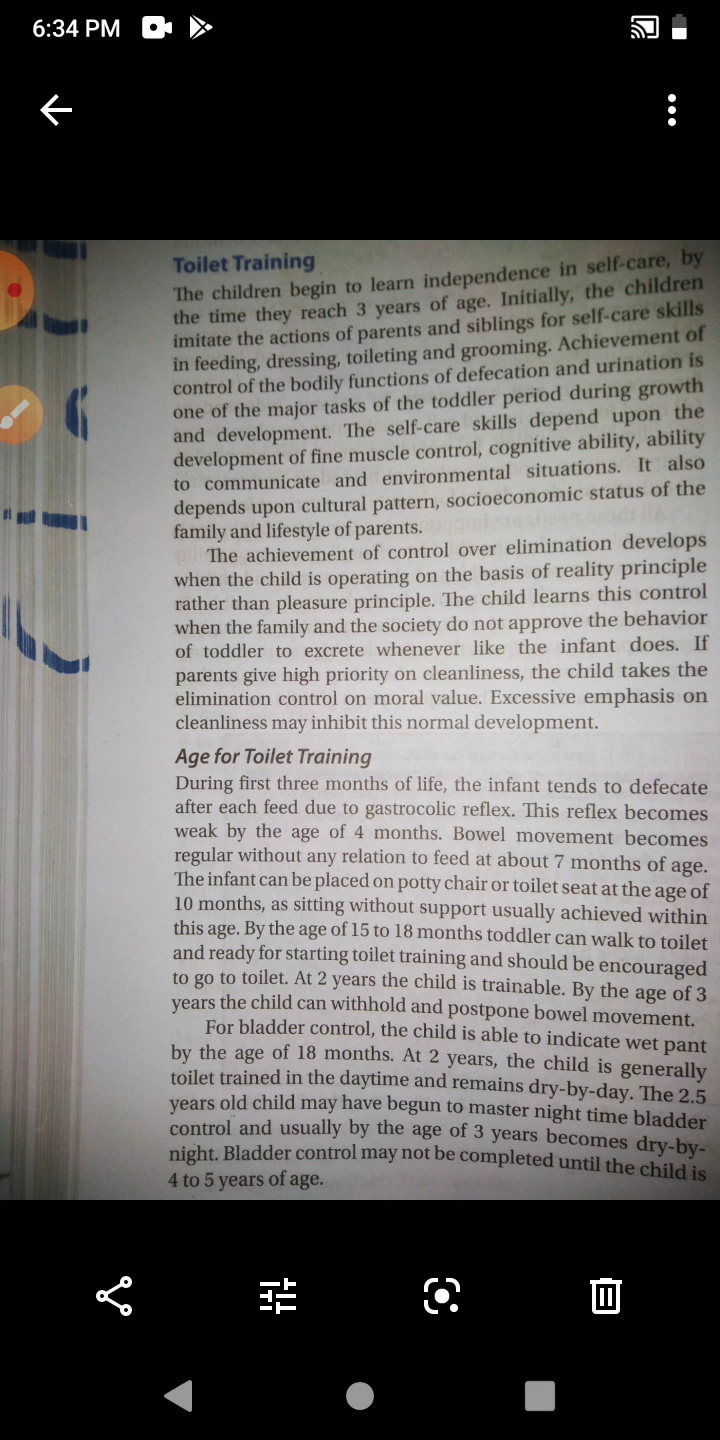 6:34 PM
Toilet Training
The children begin to learn independence in self-care, by
the time they reach 3 years of age. Initially, the children
imitate the actions of parents and siblings for self-care skills
in feeding, dressing, toileting and grooming. Achievement of
control of the bodily functions of defecation and urination is
one of the major tasks of the toddler period during growth
and development. The self-care skills depend upon the
development of fine muscle control, cognitive ability, ability
to communicate and environmental situations. It also
depends upon cultural pattern, socioeconomic status of the
family and lifestyle of parents.
The achievement of control over elimination develops
when the child is operating on the basis of reality principle
rather than pleasure principle. The child learns this control
when the family and the society do not approve the behavior
of toddler to excrete whenever like the infant does. If
parents give high priority on cleanliness, the child takes the
elimination control on moral value. Excessive emphasis on
cleanliness may inhibit this normal development.
Age for Toilet Training
During first three months of life, the infant tends to defecate
after each feed due to gastrocolic reflex. This reflex becomes
weak by the age of 4 months. Bowel movement becomes
regular without any relation to feed at about 7 months of age.
The infant can be placed on potty chair or toilet seat at the age of
10 months, as sitting without support usually achieved within
this age. By the age of 15 to 18 months toddler can walk to toilet
and ready for starting toilet training and should be encouraged
to go to toilet. At 2 years the child is trainable. By the age of 3
years the child can withhold and postpone bowel movement.
For bladder control, the child is able to indicate wet pant
by the age of 18 months. At 2 years, the child is generally
toilet trained in the daytime and remains dry-by-day. The 2.5
years old child may have begun to master night time bladder
control and usually by the age of 3 years becomes dry-by-
night. Bladder control may not be completed until the child is
4 to 5 years of age.